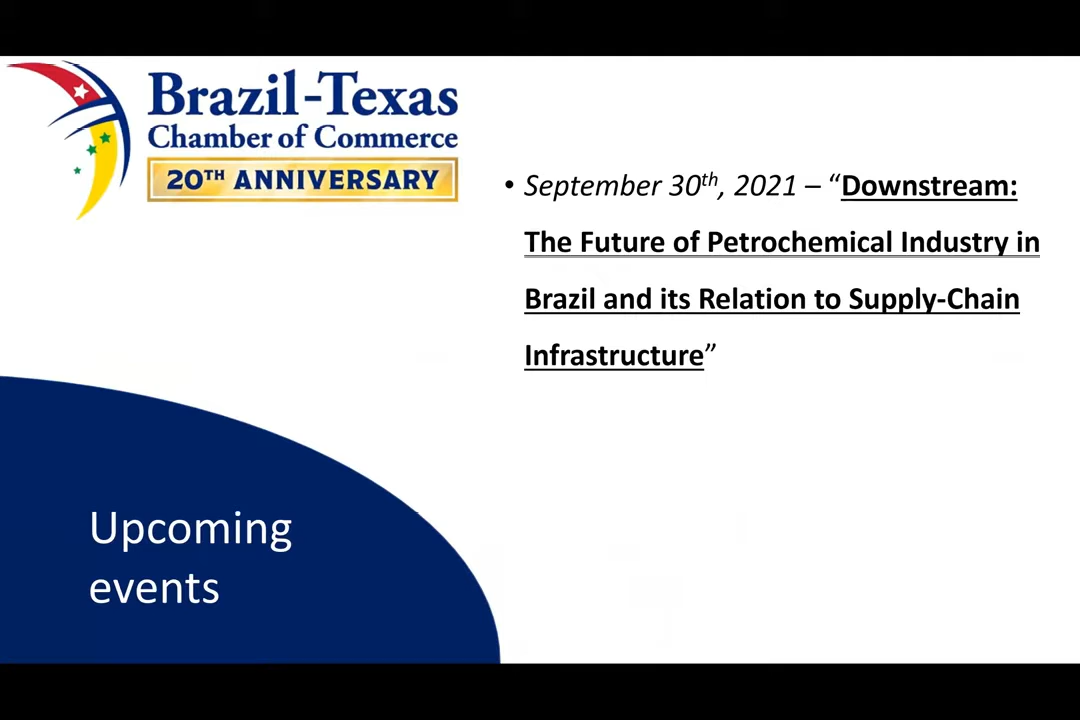 Brazil-Texas
Chamber of Commerce
20TH ANNIVERSARY
• September 30th, 2021 – “Downstream:
The Future of Petrochemical Industry in
Brazil and its Relation to Supply-Chain
Infrastructure”
Upcoming
events